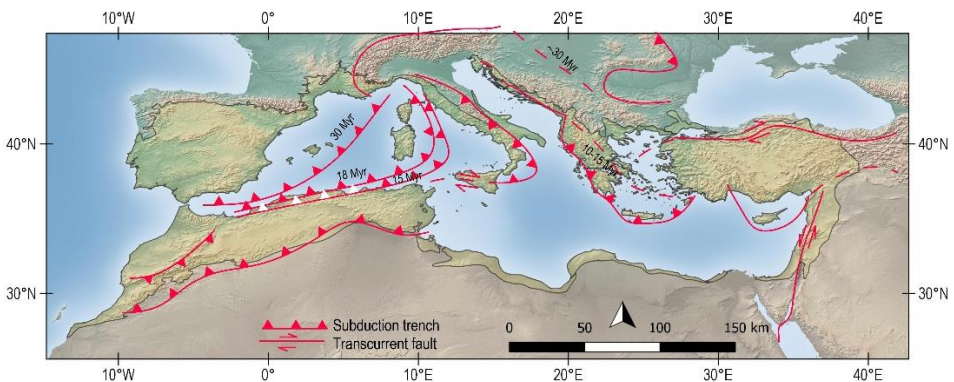 10°W 0° 10°E 20°E 30°E 40°E
~30 Myr
30 Myr
40°N 40°N
10-15 Myr
18 Myr 15 Myr
30°N 30°N
0 50 100 150 km
Subduction trench
Transcurrent fault
10°W 0° 10°E 20°E 30°E 40°E